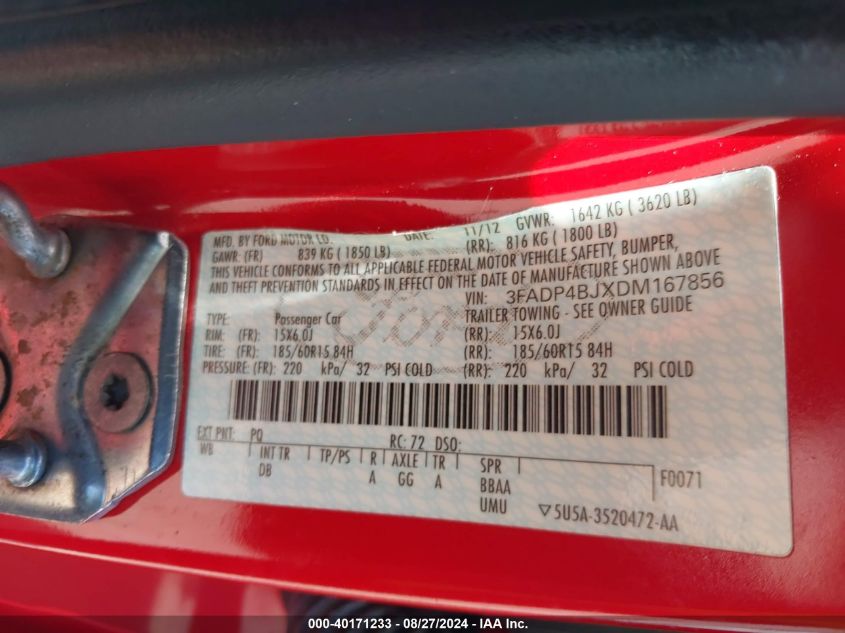 MFD. BY FORD MOTOR CO. DATE: 11/12 GVWR: 1642 KG ( 3620 LB)
GAWR: (FR) 839 KG ( 1850 LB) (RR): 816 KG ( 1800 LB)
THIS VEHICLE CONFORMS TO ALL APPLICABLE FEDERAL MOTOR VEHICLE SAFETY, BUMPER,
AND THEFT PREVENTION STANDARDS IN EFFECT ON THE DATE OF MANUFACTURE SHOWN ABOVE
VIN: 3FADP4BJXDM167856
TYPE: Passenger Car TRAILER TOWING - SEE OWNER GUIDE
RIM: (FR): 15X6.0J (RR): 15X6.0J
TIRE: (FR): 185/60R15 84H (RR): 185/60R15 84H
PRESSURE: (FR): 220 kPa/ 32 PSI COLD (RR): 220 kPa/ 32 PSI COLD
EXT PNT: PQ RC: 72 DSO:
WB INT TR TP/PS R AXLE TR SPR F0071
DB A GG A BBAA
UMU ▽5U5A-3520472-AA
000-40171233 - 08/27/2024 - IAA Inc.